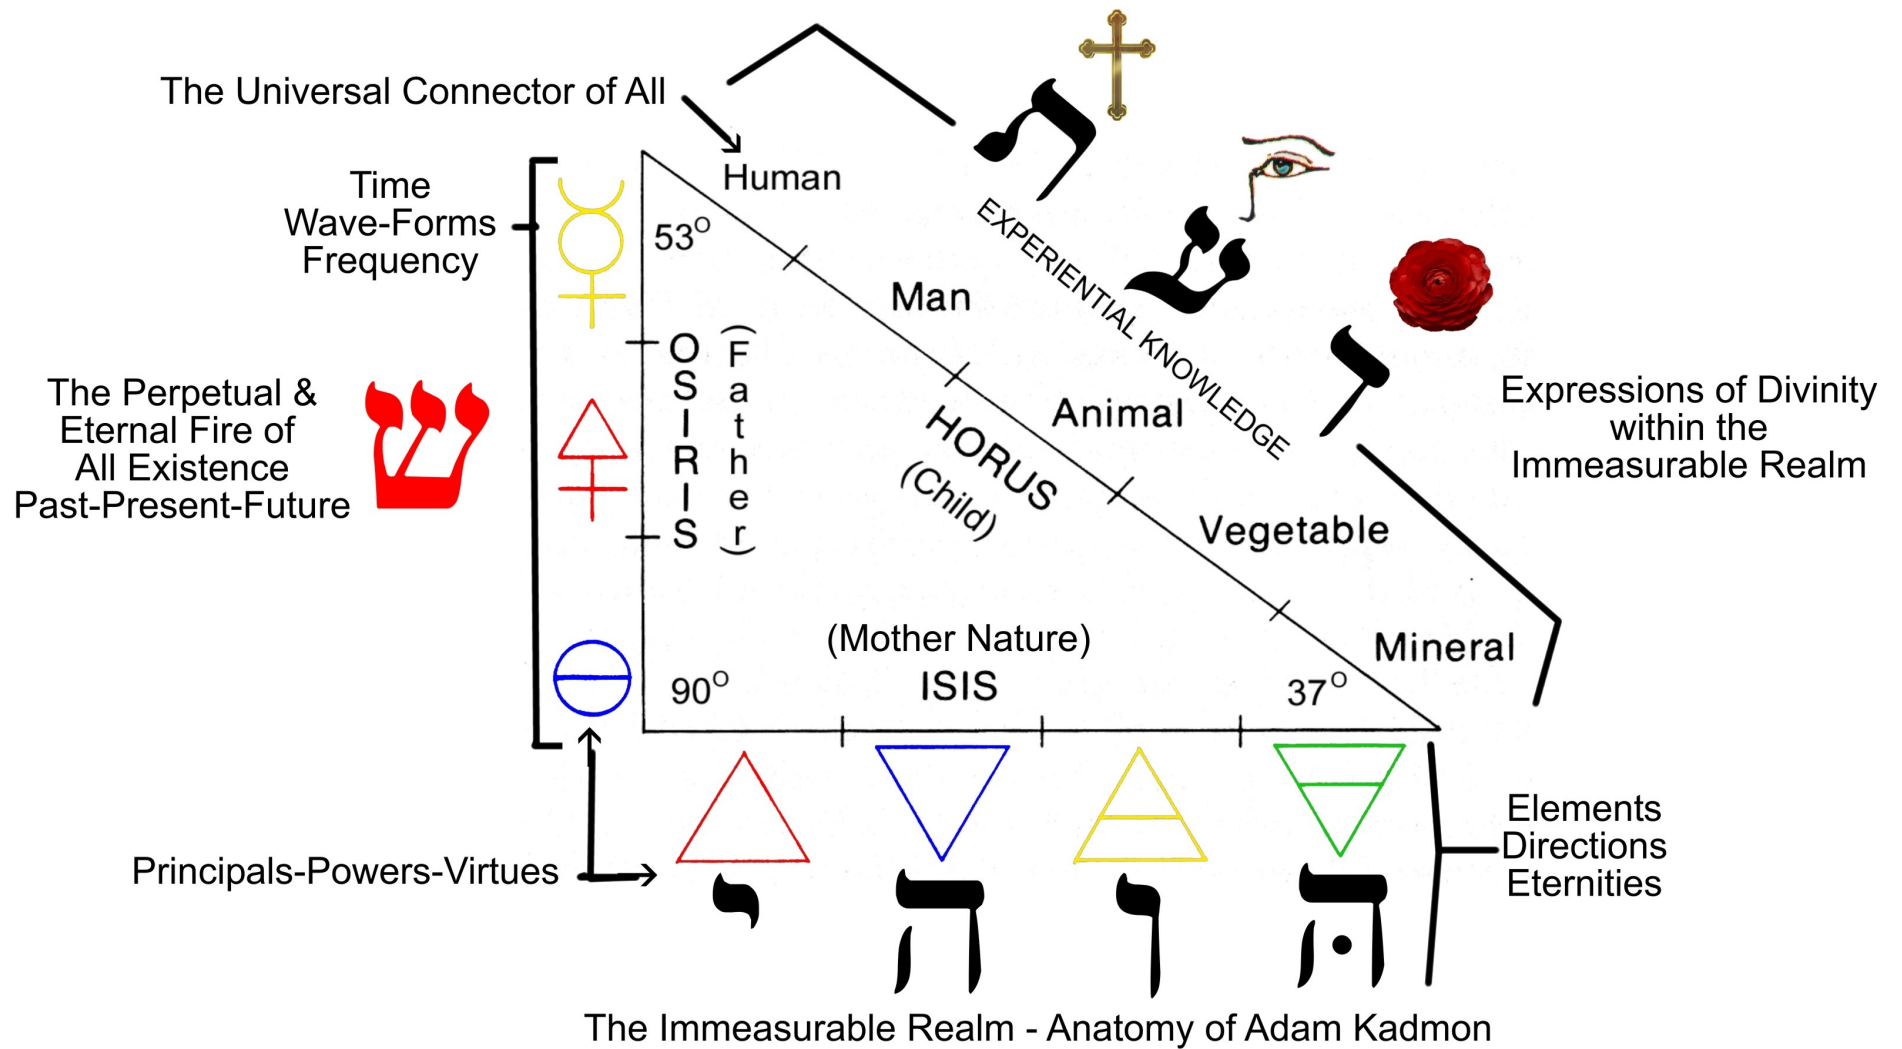 The Universal Connector of All
Human
Time
Wave-Forms
Frequency
53°
ת
ע
ד
EXPERIENTIAL KNOWLEDGE
Man
Animal
Vegetable
Mineral
OSIRIS
(Father)
HORUS
(Child)
The Perpetual &
Eternal Fire of
All Existence
Past-Present-Future
ש
Expressions of Divinity
within the
Immeasurable Realm
(Mother Nature)
ISIS
90°
37°
Principals-Powers-Virtues
י
ה
ו
הּ
Elements
Directions
Eternities
The Immeasurable Realm - Anatomy of Adam Kadmon